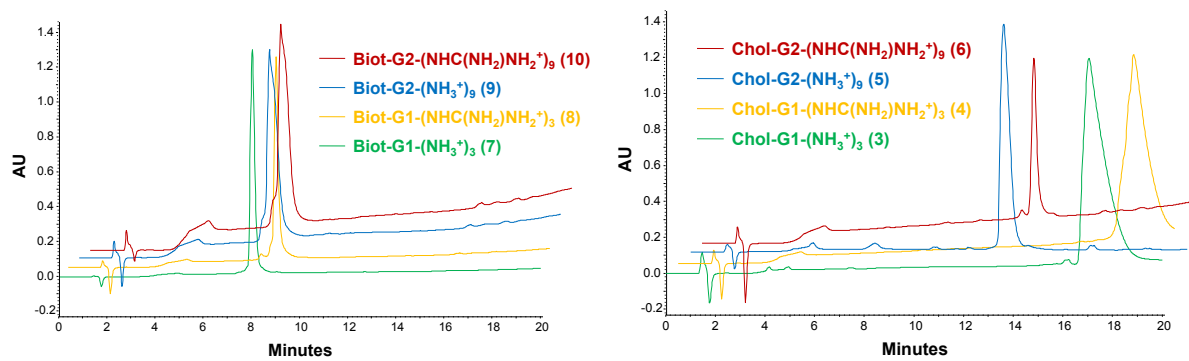 1.4
1.2
1.0
0.8
0.6
0.4
0.2
0.0
-0.2
AU
Biot-G2-(NHC(NH₂)NH₂⁺)₉ (10)
Biot-G2-(NH₃⁺)₉ (9)
Biot-G1-(NHC(NH₂)NH₂⁺)₃ (8)
Biot-G1-(NH₃⁺)₃ (7)
0 2 4 6 8 10 12 14 16 18 20
Minutes
1.4
1.2
1.0
0.8
0.6
0.4
0.2
0.0
-0.2
AU
Chol-G2-(NHC(NH₂)NH₂⁺)₉ (6)
Chol-G2-(NH₃⁺)₉ (5)
Chol-G1-(NHC(NH₂)NH₂⁺)₃ (4)
Chol-G1-(NH₃⁺)₃ (3)
0 2 4 6 8 10 12 14 16 18 20
Minutes